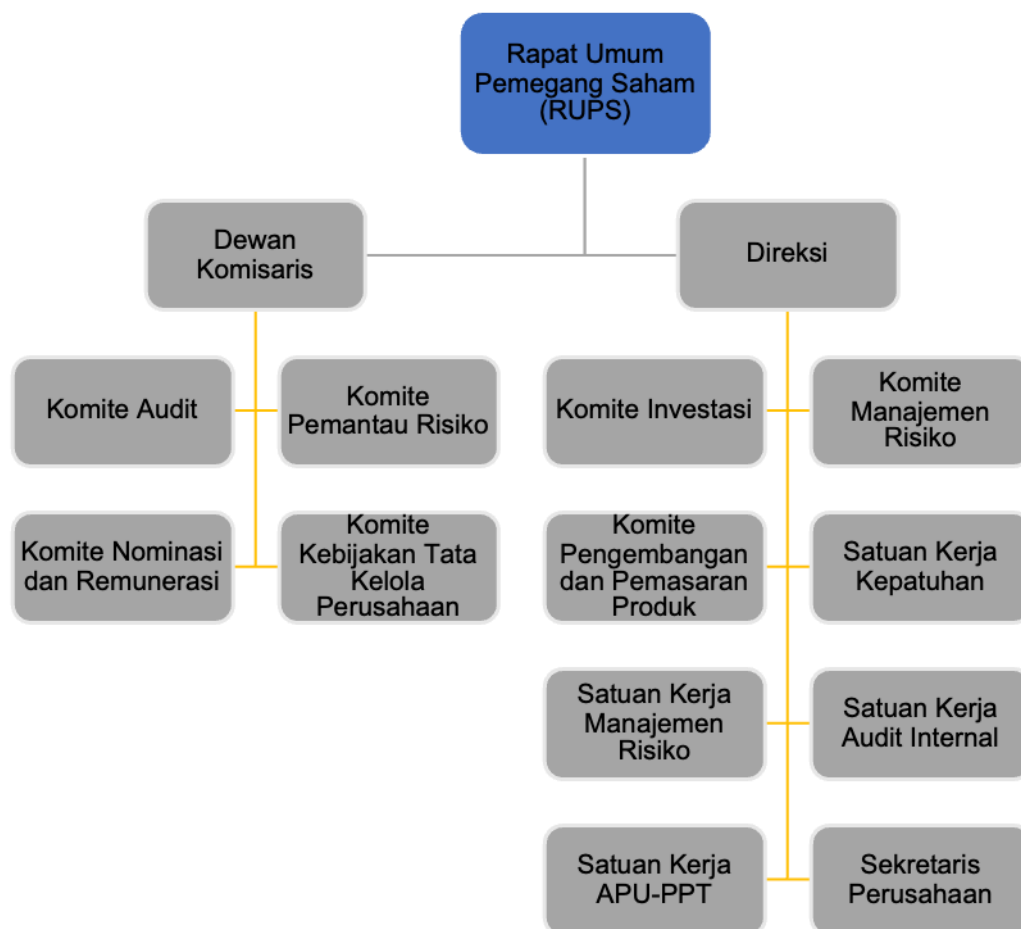 Rapat Umum
Pemegang Saham
(RUPS)
Dewan
Komisaris
Direksi
Komite Audit
Komite
Pemantau Risiko
Komite Investasi
Komite
Manajemen
Risiko
Komite Nominasi
dan Remunerasi
Komite
Kebijakan Tata
Kelola
Perusahaan
Komite
Pengembangan
dan Pemasaran
Produk
Satuan Kerja
Kepatuhan
Satuan Kerja
Manajemen
Risiko
Satuan Kerja
Audit Internal
Satuan Kerja
APU-PPT
Sekretaris
Perusahaan